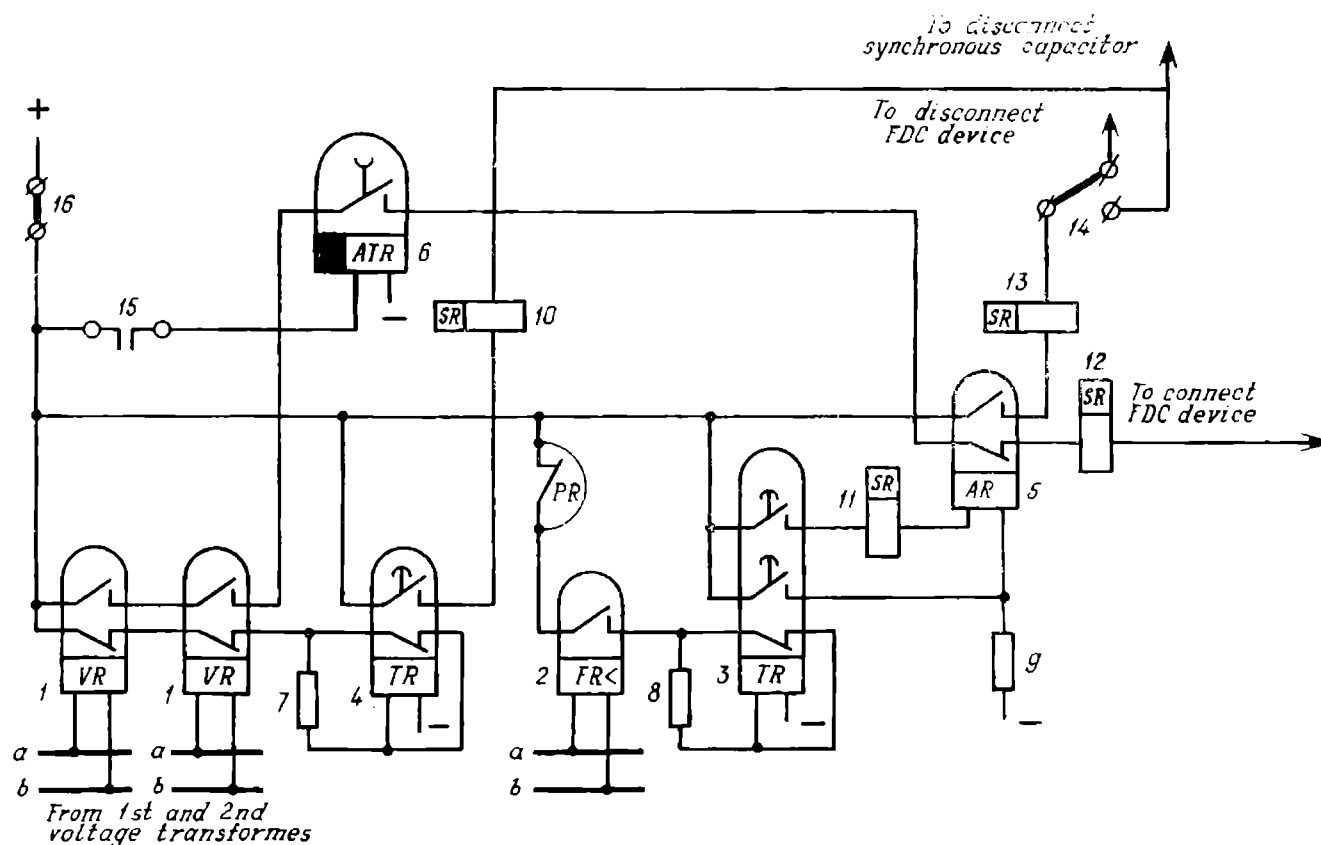 To disconnect
synchronous capacitor
To disconnect
FDC device
+
16
14
ATR 6
15
SR 10
13
SR
12
SR
To connect
FDC device
PR
11
SR
AR 5
VR
1
VR
1
7
4
TR
2
FR<
8
3
TR
9
a
b
a
b
a
b
From 1st and 2nd
voltage transformes